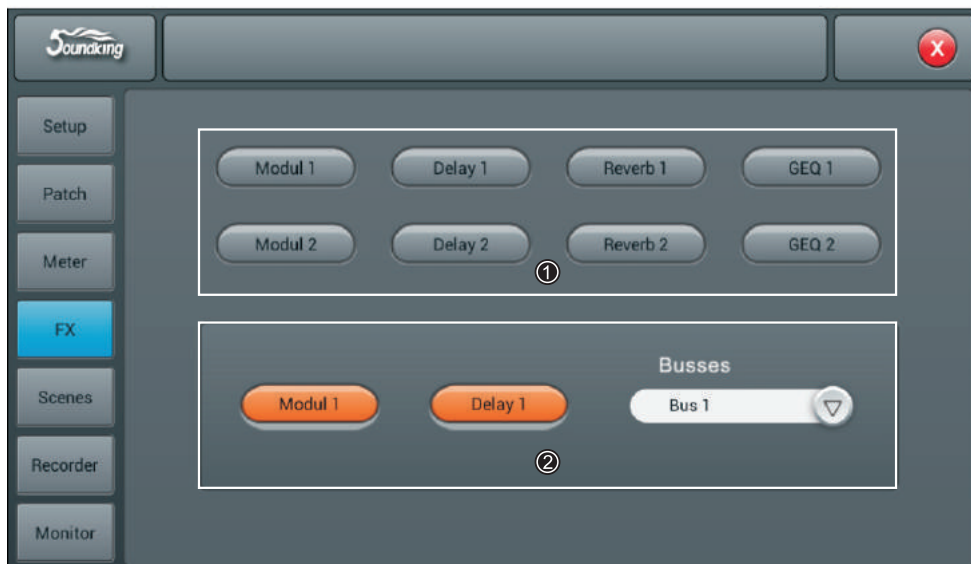 Soundking
X
Setup
Patch
Meter
FX
Scenes
Recorder
Monitor
Modul 1 Delay 1 Reverb 1 GEQ 1
Modul 2 Delay 2 Reverb 2 GEQ 2
①
Busses
Modul 1 Delay 1 Bus 1
②